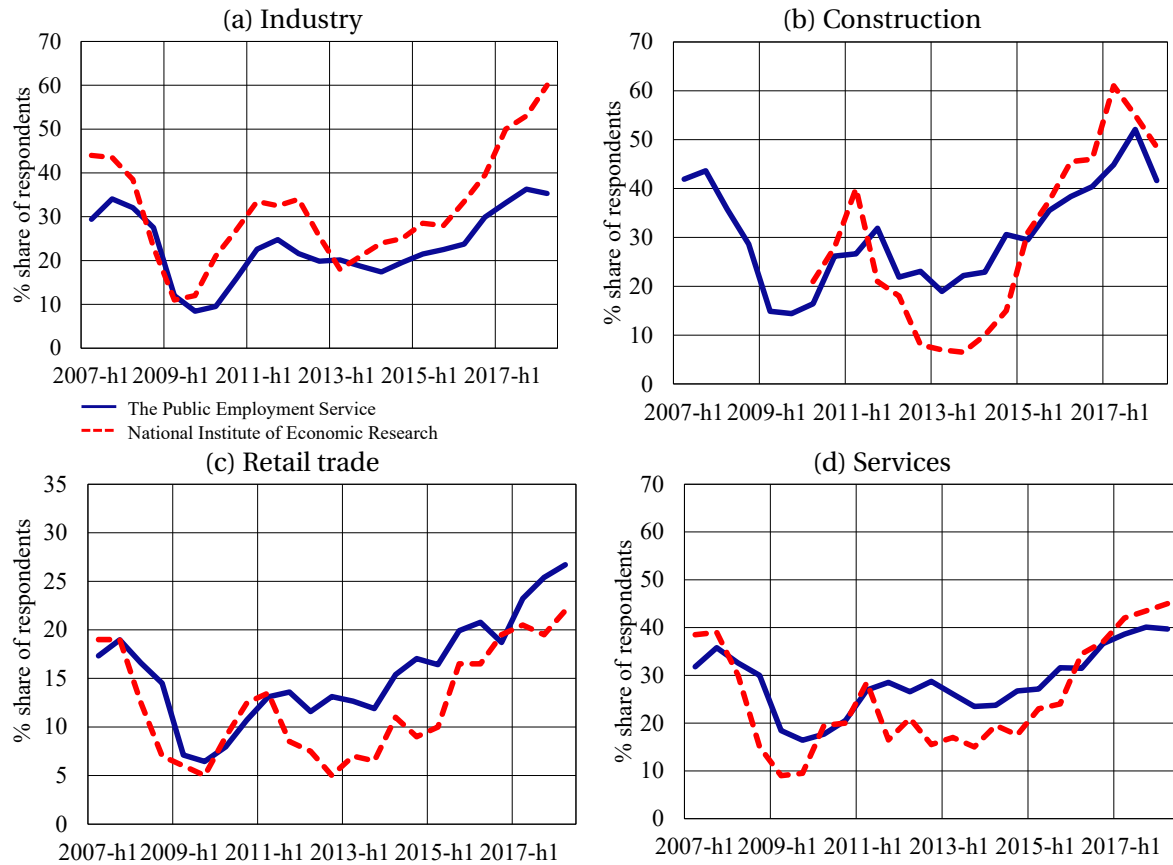 (a) Industry
% share of respondents
70
60
50
40
30
20
10
0
2007-h1 2009-h1 2011-h1 2013-h1 2015-h1 2017-h1
The Public Employment Service
National Institute of Economic Research
(b) Construction
% share of respondents
70
60
50
40
30
20
10
0
2007-h1 2009-h1 2011-h1 2013-h1 2015-h1 2017-h1
(c) Retail trade
% share of respondents
35
30
25
20
15
10
5
0
2007-h1 2009-h1 2011-h1 2013-h1 2015-h1 2017-h1
(d) Services
% share of respondents
70
60
50
40
30
20
10
0
2007-h1 2009-h1 2011-h1 2013-h1 2015-h1 2017-h1